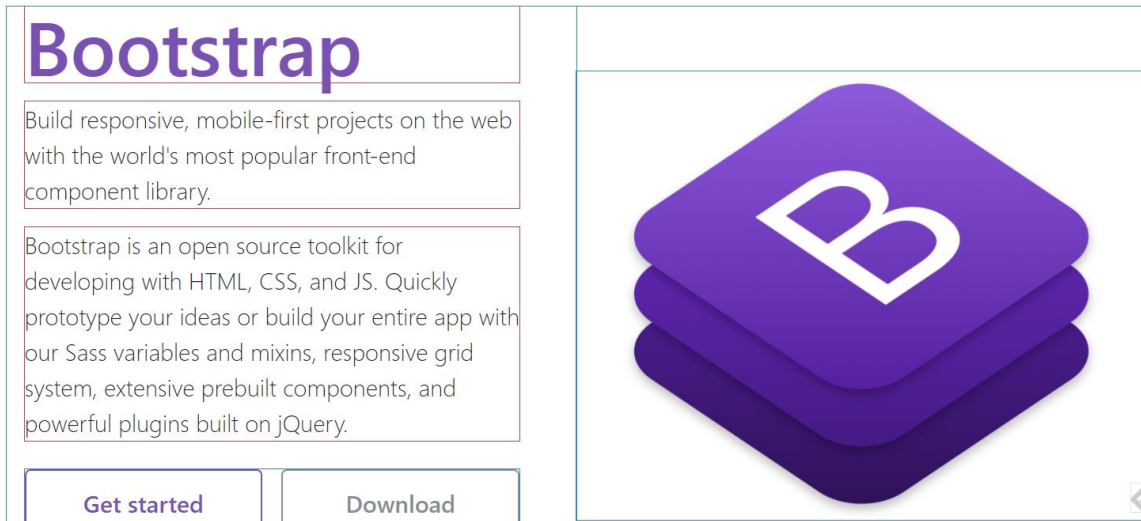 Bootstrap
Build responsive, mobile-first projects on the web
with the world's most popular front-end
component library.
Bootstrap is an open source toolkit for
developing with HTML, CSS, and JS. Quickly
prototype your ideas or build your entire app with
our Sass variables and mixins, responsive grid
system, extensive prebuilt components, and
powerful plugins built on jQuery.
Get started
Download
B